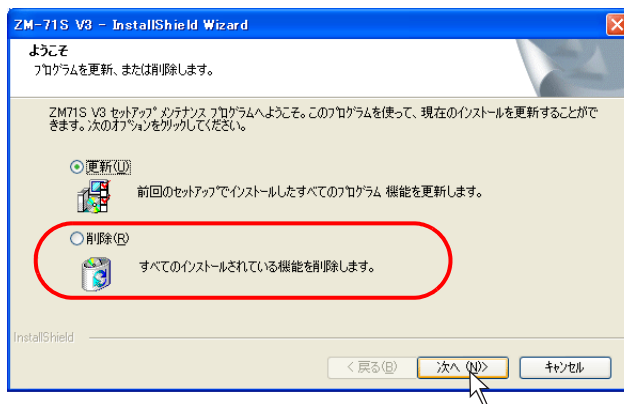 ZM-71S V3 - InstallShield Wizard
ようこそ
プログラムを更新、または削除します。
ZM71S V3 セットアップ メンテナンス プログラムへようこそ。このプログラムを使って、現在のインストールを更新することがで
きます。次のオプションをクリックしてください。
更新(U)
前回のセットアップでインストールしたすべてのプログラム 機能を更新します。
削除(R)
すべてのインストールされている機能を削除します。
InstallShield
< 戻る(B)
次へ (N)>
キャンセル